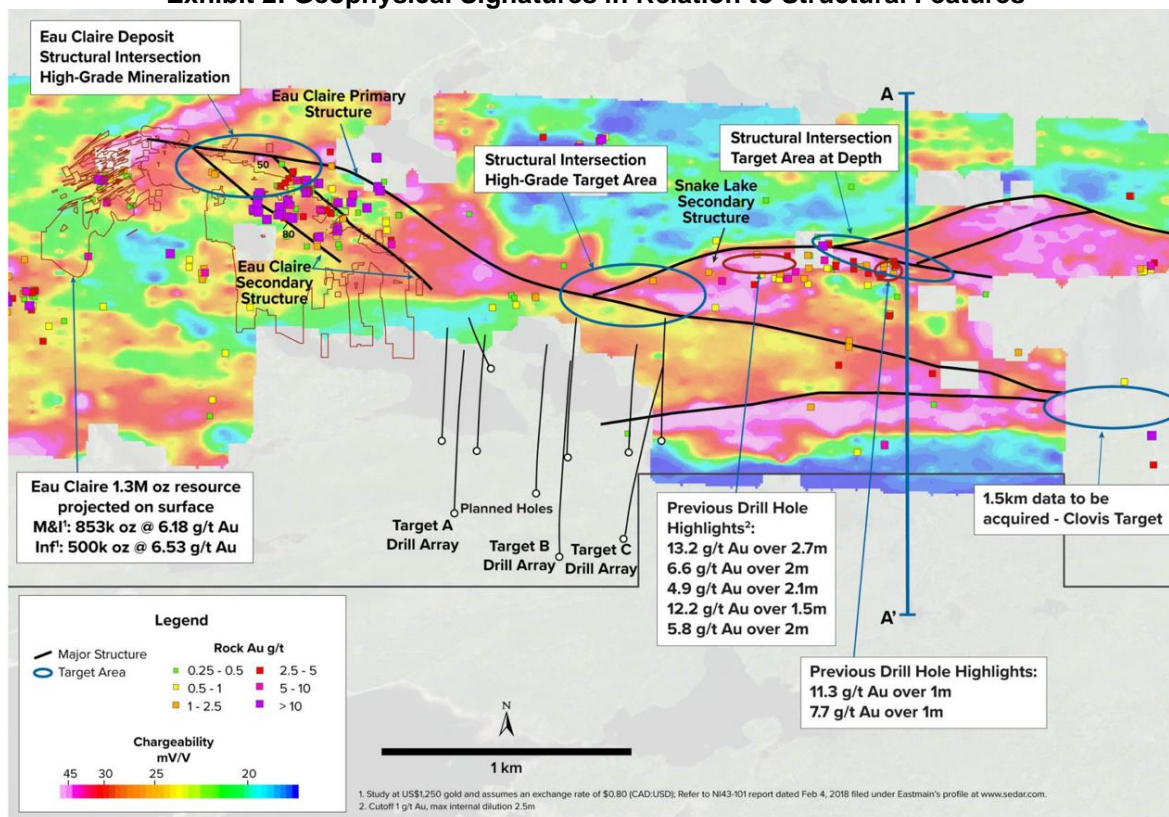 Exhibit 2: Geophysical Signatures in Relation to Structural Features
Eau Claire Deposit
Structural Intersection
High-Grade Mineralization
Eau Claire Primary
Structure
50
80
Eau Claire
Secondary
Structure
Structural Intersection
High-Grade Target Area
Snake Lake
Secondary
Structure
Structural Intersection
Target Area at Depth
A
Eau Claire 1.3M oz resource
projected on surface
M&I¹: 853k oz @ 6.18 g/t Au
Inf¹: 500k oz @ 6.53 g/t Au
Target A
Drill Array
Planned Holes
Target B
Drill Array
Target C
Drill Array
Previous Drill Hole
Highlights²:
13.2 g/t Au over 2.7m
6.6 g/t Au over 2m
4.9 g/t Au over 2.1m
12.2 g/t Au over 1.5m
5.8 g/t Au over 2m
1.5km data to be
acquired - Clovis Target
A'
Previous Drill Hole Highlights:
11.3 g/t Au over 1m
7.7 g/t Au over 1m
Legend
Major Structure
Target Area
Rock Au g/t
0.25 - 0.5
0.5 - 1
1 - 2.5
2.5 - 5
5 - 10
> 10
Chargeability
mV/V
45 30 25 20
N
1 km
1. Study at US$1,250 gold and assumes an exchange rate of $0.80 (CAD:USD); Refer to NI43-101 report dated Feb 4, 2018 filed under Eastmain's profile at www.sedar.com.
2. Cutoff 1 g/t Au, max internal dilution 2.5m